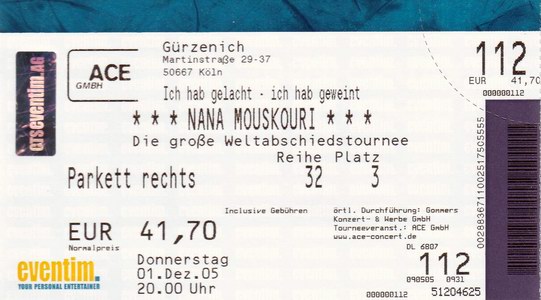 Gürzenich
Martinstraße 29-37
50667 Köln
ACE
GMBH
ctseventim.AG
Ich hab gelacht - ich hab geweint
* * * NANA MOUSKOURI * * *
Die große Weltabschiedstournee
Reihe Platz
Parkett rechts 32 3
EUR 41,70
Normalpreis
Inclusive Gebühren
örtl. Durchführung: Gommers
Konzert- & Werbe GmbH
Tourneeveranst.: ACE GmbH
www.ace-concert.de
Donnerstag
01.Dez.05
20.00 Uhr
eventim.
YOUR PERSONAL ENTERTAINER
112
EUR 41,70
000000112
0028836711002517505555
DL 6807
112
090505 0931
000000112
51204625